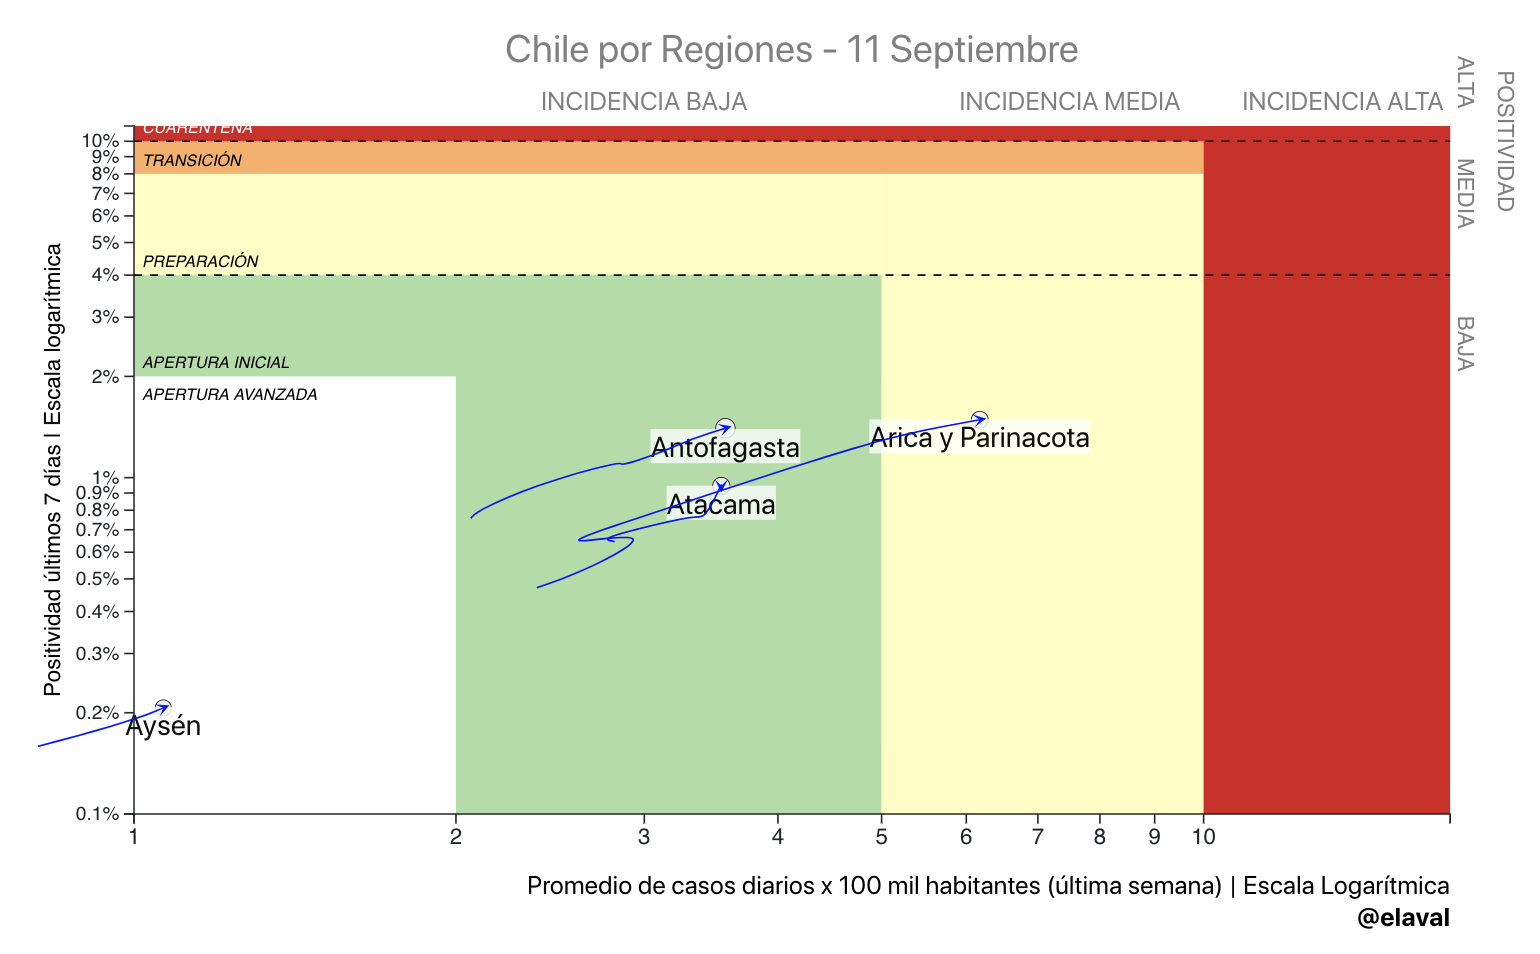 Chile por Regiones - 11 Septiembre
INCIDENCIA BAJA
INCIDENCIA MEDIA
INCIDENCIA ALTA
ALTA
MEDIA
BAJA
POSITIVIDAD
CUARENTENA
TRANSICIÓN
PREPARACIÓN
APERTURA INICIAL
APERTURA AVANZADA
10%
9%
8%
7%
6%
5%
4%
3%
2%
1%
0.9%
0.8%
0.7%
0.6%
0.5%
0.4%
0.3%
0.2%
0.1%
Positividad últimos 7 días | Escala logarítmica
Antofagasta
Arica y Parinacota
Atacama
Aysén
1 2 3 4 5 6 7 8 9 10
Promedio de casos diarios x 100 mil habitantes (última semana) | Escala Logarítmica
@elaval